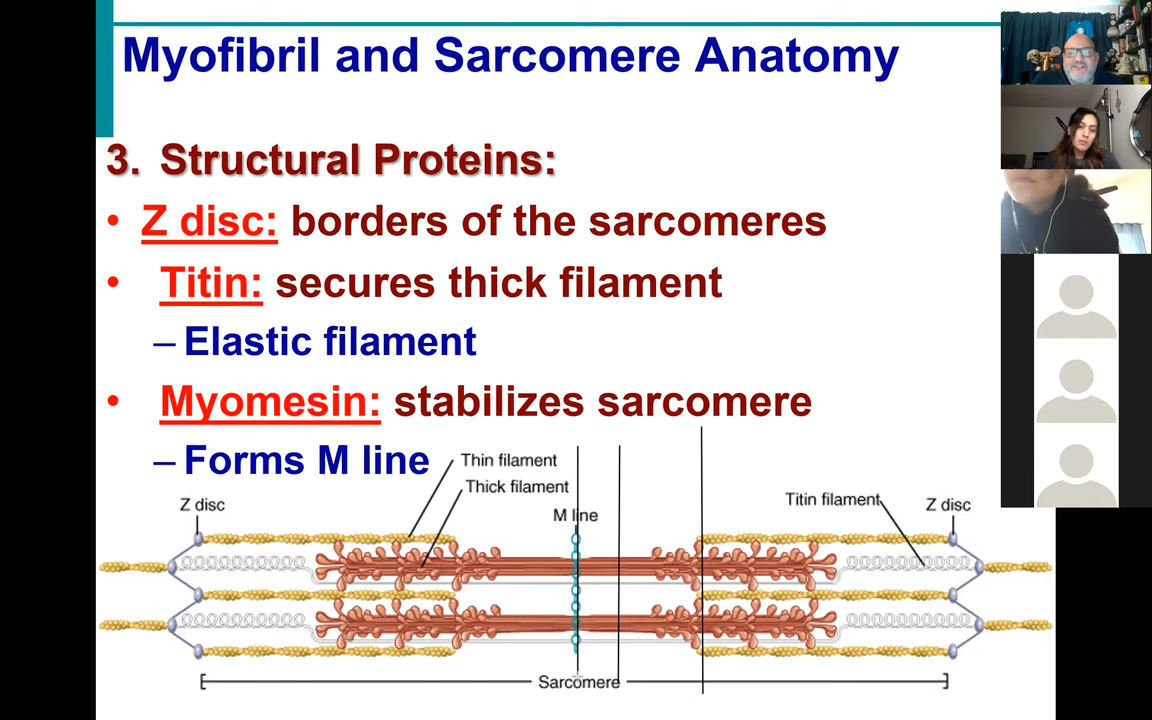 Myofibril and Sarcomere Anatomy
3. Structural Proteins:
• Z disc: borders of the sarcomeres
• Titin: secures thick filament
– Elastic filament
• Myomesin: stabilizes sarcomere
– Forms M line
Thin filament
Thick filament
Z disc
M line
Titin filament
Z disc
Sarcomere